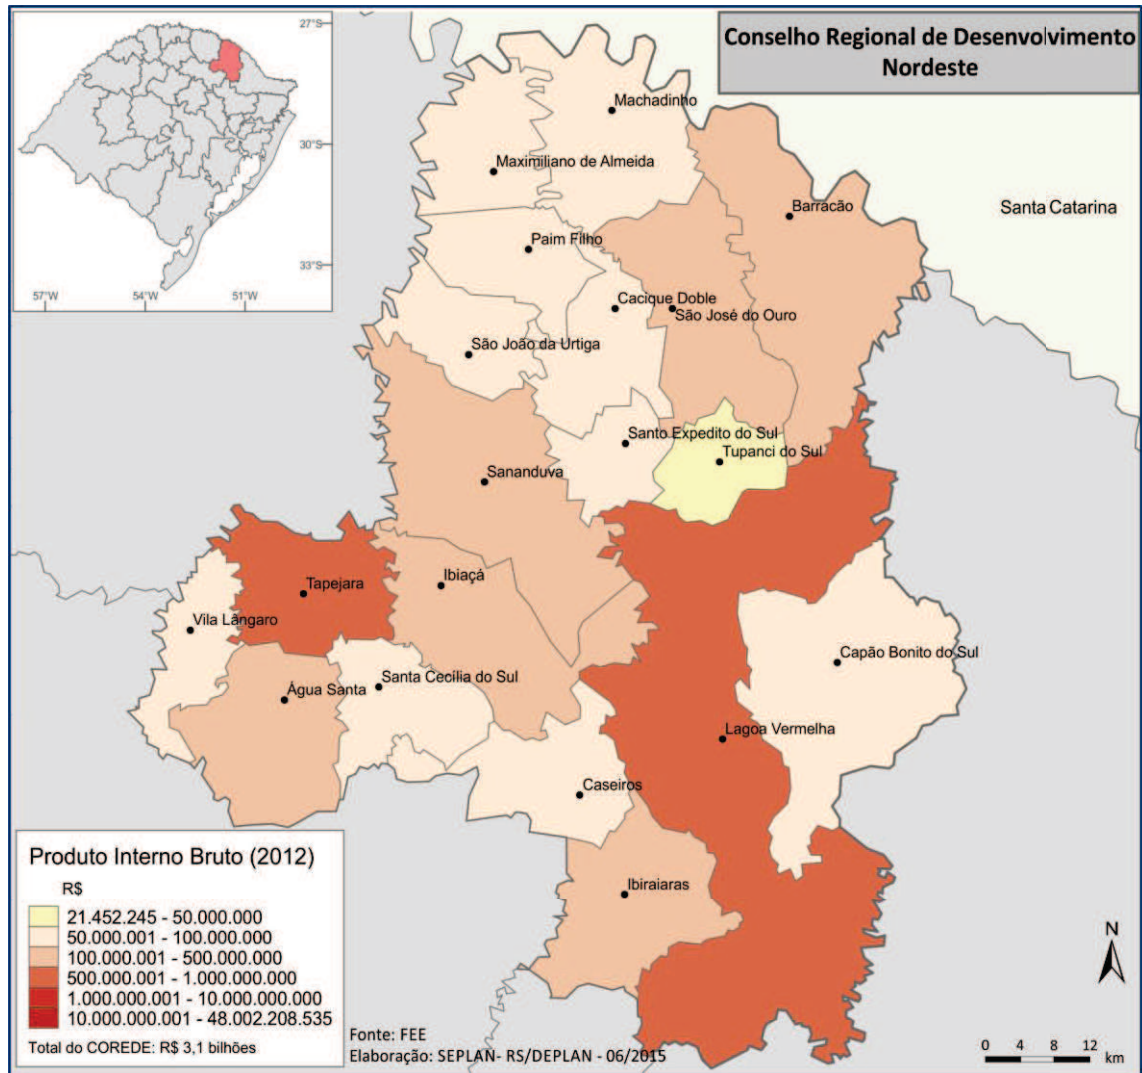 Conselho Regional de Desenvolvimento
Nordeste
27°S
30°S
33°S
57°W
54°W
51°W
Machadinho
Maximiliano de Almeida
Barracão
Santa Catarina
Paim Filho
Cacique Doble
São José do Ouro
São João da Urtiga
Santo Expedito do Sul
Tupanci do Sul
Sananduva
Tapejara
Ibiaçá
Vila Lângaro
Capão Bonito do Sul
Santa Cecília do Sul
Água Santa
Lagoa Vermelha
Caseiros
Ibiraiaras
Produto Interno Bruto (2012)
R$
21.452.245 - 50.000.000
50.000.001 - 100.000.000
100.000.001 - 500.000.000
500.000.001 - 1.000.000.000
1.000.000.001 - 10.000.000.000
10.000.000.001 - 48.002.208.535
Total do COREDE: R$ 3,1 bilhões
Fonte: FEE
Elaboração: SEPLAN- RS/DEPLAN - 06/2015
N
0 4 8 12
km